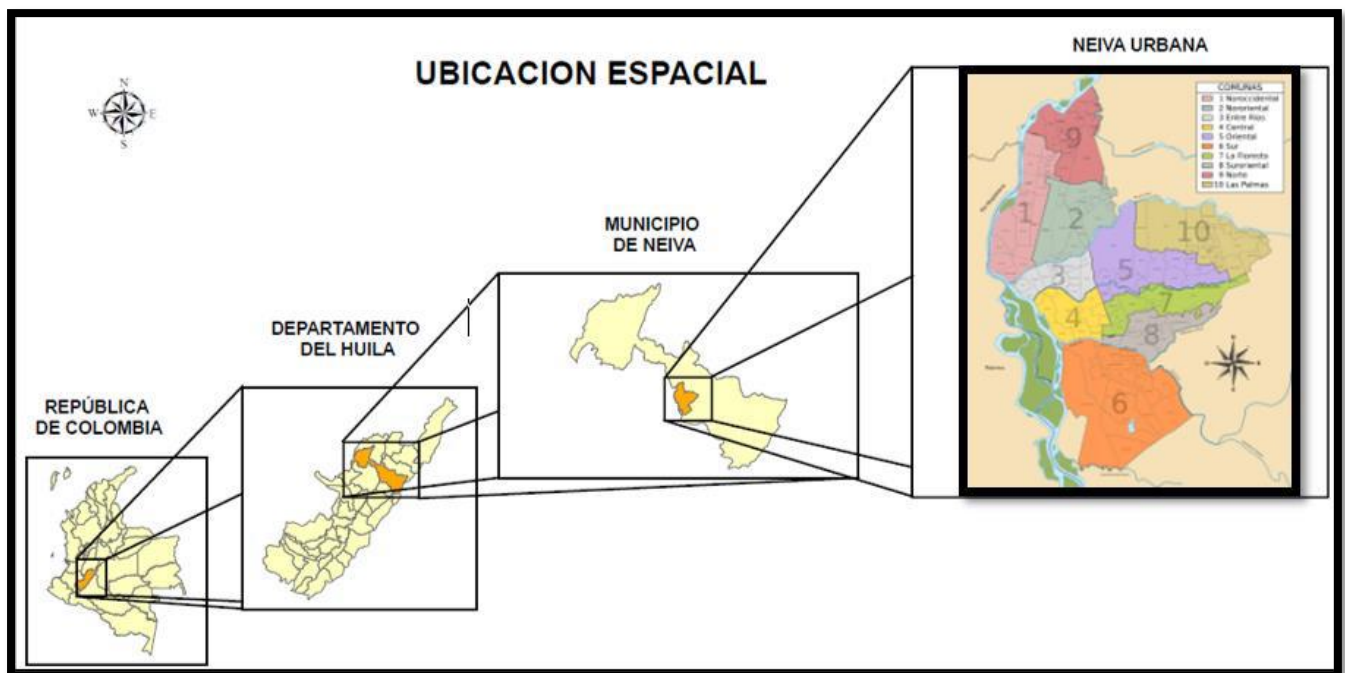 UBICACION ESPACIAL
N
W
E
S
NEIVA URBANA
COMUNAS
1 Noroccidental
2 Nororiental
3 Entre Ríos
4 Central
5 Oriental
6 Sur
7 La Floresta
8 Suroriental
9 Norte
10 Las Palmas
9
1
2
10
3
5
7
4
8
6
MUNICIPIO
DE NEIVA
DEPARTAMENTO
DEL HUILA
REPÚBLICA
DE COLOMBIA